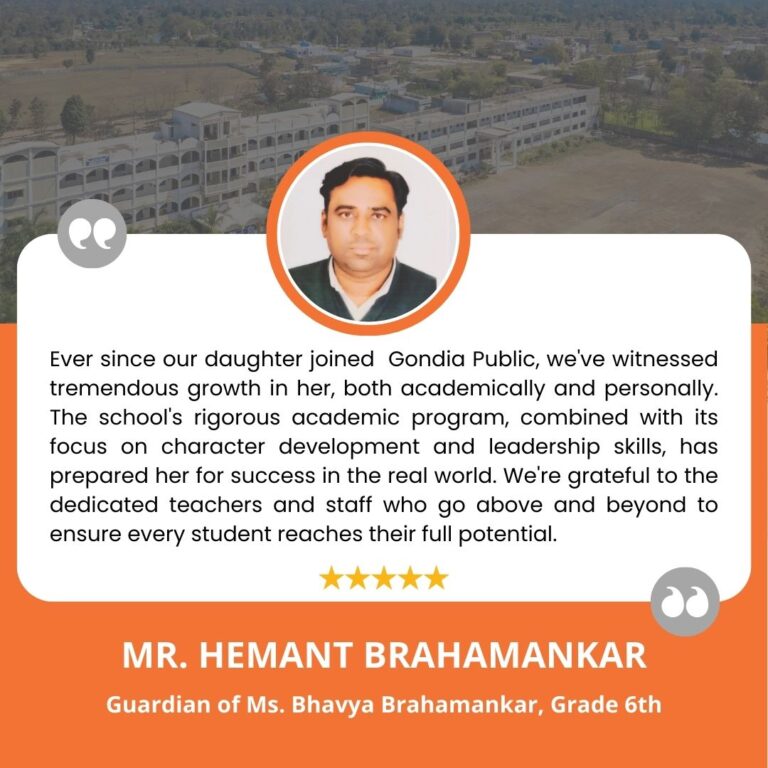 Ever since our daughter joined Gondia Public, we've witnessed
tremendous growth in her, both academically and personally.
The school's rigorous academic program, combined with its
focus on character development and leadership skills, has
prepared her for success in the real world. We're grateful to the
dedicated teachers and staff who go above and beyond to
ensure every student reaches their full potential.
MR. HEMANT BRAHAMANKAR
Guardian of Ms. Bhavya Brahamankar, Grade 6th